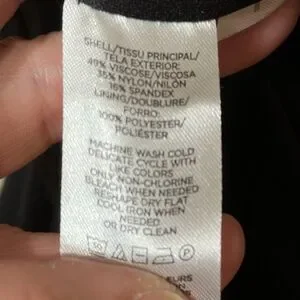 SHELL/TISSU PRINCIPAL/
TELA EXTERIOR:
49% VISCOSE/VISCOSA
35% NYLON/NILÓN
16% SPANDEX
LINING/DOUBLURE/
FORRO:
100% POLYESTER/
POLIÉSTER
MACHINE WASH COLD
DELICATE CYCLE WITH
LIKE COLORS
ONLY NON-CHLORINE
BLEACH WHEN NEEDED
RESHAPE DRY FLAT
COOL IRON WHEN
NEEDED
OR DRY CLEAN
P